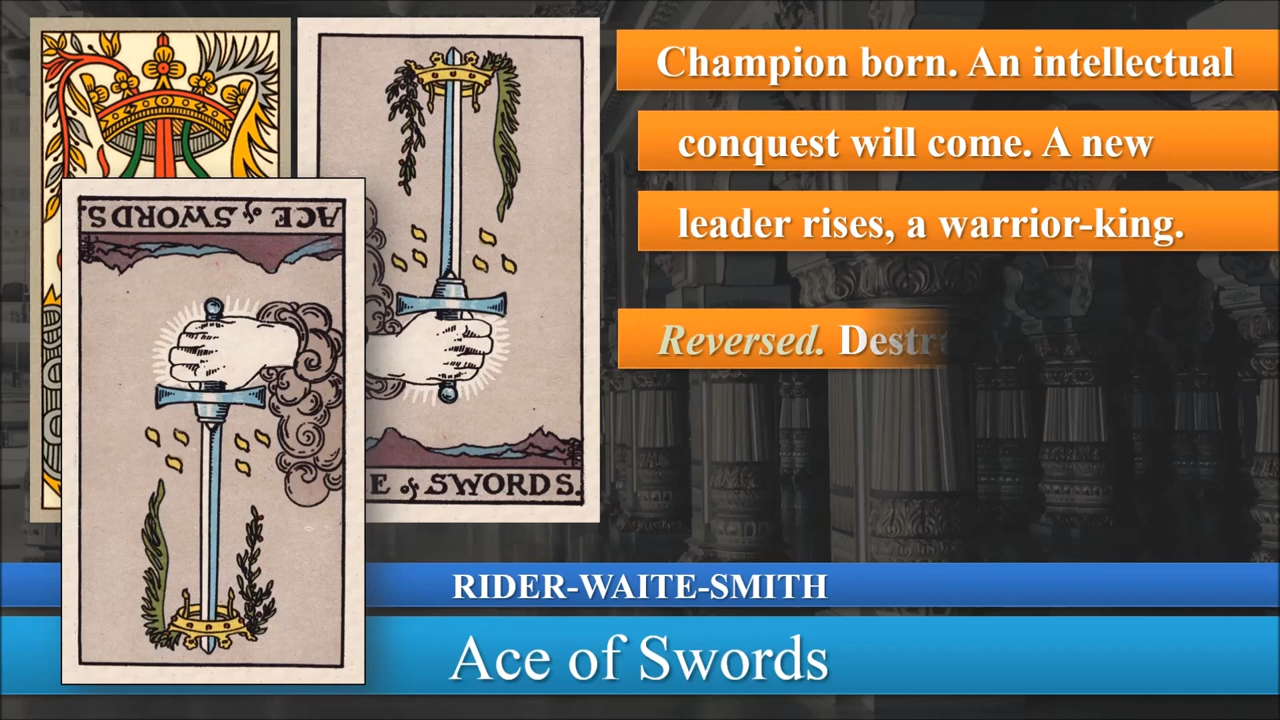 Champion born. An intellectual
conquest will come. A new
leader rises, a warrior-king.
Reversed.
ACE of SWORDS.
E of SWORDS.
RIDER-WAITE-SMITH
Ace of Swords